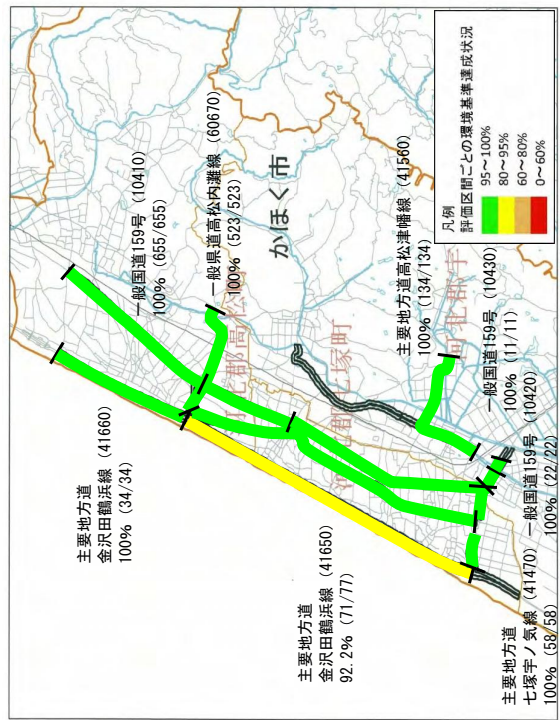 凡例
評価区間ごとの環境基準達成状況
95～100%
80～95%
60～80%
0～60%
一般国道159号 (10410)
100% (655/655)
一般県道高松内灘線 (60670)
100% (523/523)
かほく市
主要地方道高松津幡線 (41560)
100% (134/134)
一般国道159号 (10430)
100% (11/11)
一般国道159号 (10420)
100% (22/22)
主要地方道
金沢田鶴浜線 (41660)
100% (34/34)
主要地方道
金沢田鶴浜線 (41650)
92.2% (71/77)
主要地方道
七塚宇ノ気線 (41470)
100% (58/58)
河北郡高松
河北郡七塚町
河北郡宇